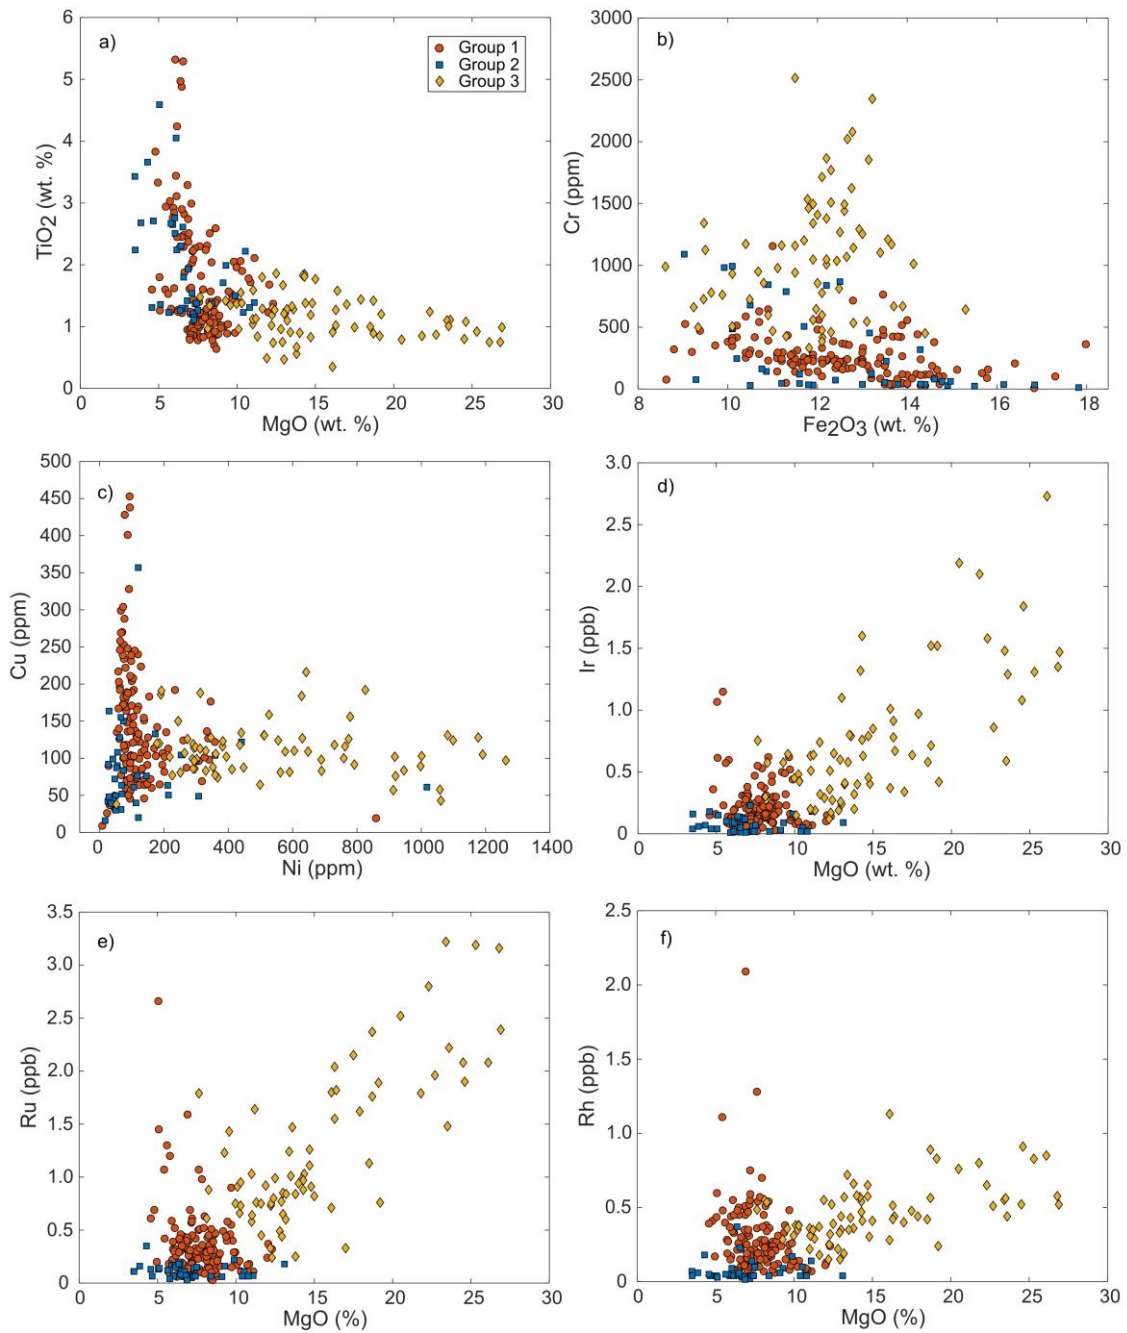 a)
Group 1
Group 2
Group 3
6
5
4
3
2
1
0
TiO2 (wt. %)
0 5 10 15 20 25 30
MgO (wt. %)
b)
3000
2500
2000
1500
1000
500
0
Cr (ppm)
8 10 12 14 16 18
Fe2O3 (wt. %)
c)
500
450
400
350
300
250
200
150
100
50
0
Cu (ppm)
0 200 400 600 800 1000 1200 1400
Ni (ppm)
d)
3.0
2.5
2.0
1.5
1.0
0.5
0
Ir (ppb)
0 5 10 15 20 25 30
MgO (wt. %)
e)
3.5
3.0
2.5
2.0
1.5
1.0
0.5
0
Ru (ppb)
0 5 10 15 20 25 30
MgO (%)
f)
2.5
2.0
1.5
1.0
0.5
0
Rh (ppb)
0 5 10 15 20 25 30
MgO (%)